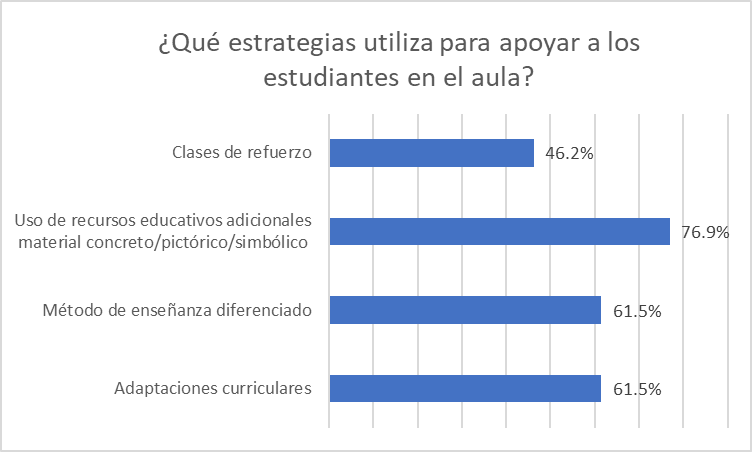 ¿Qué estrategias utiliza para apoyar a los
estudiantes en el aula?
Clases de refuerzo
46.2%
Uso de recursos educativos adicionales
material concreto/pictórico/simbólico
76.9%
Método de enseñanza diferenciado
61.5%
Adaptaciones curriculares
61.5%